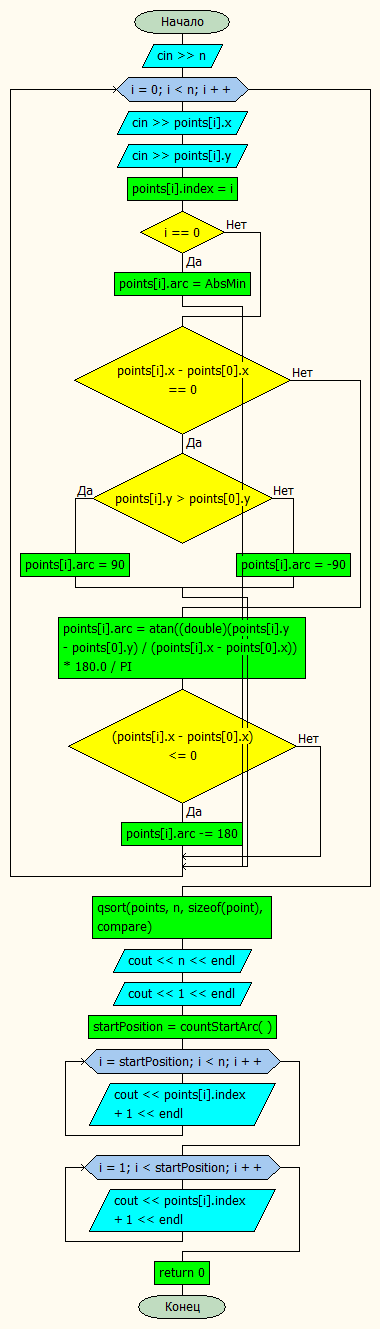 Начало
cin >> n
i = 0; i < n; i + +
cin >> points[i].x
cin >> points[i].y
points[i].index = i
i == 0
Нет
Да
points[i].arc = AbsMin
points[i].x - points[0].x
== 0
Нет
Да
points[i].y > points[0].y
Да
Нет
points[i].arc = 90
points[i].arc = -90
points[i].arc = atan((double)(points[i].y
- points[0].y) / (points[i].x - points[0].x))
* 180.0 / PI
(points[i].x - points[0].x)
<= 0
Нет
Да
points[i].arc -= 180
qsort(points, n, sizeof(point),
compare)
cout << n << endl
cout << 1 << endl
startPosition = countStartArc( )
i = startPosition; i < n; i + +
cout << points[i].index
+ 1 << endl
i = 1; i < startPosition; i + +
cout << points[i].index
+ 1 << endl
return 0
Конец